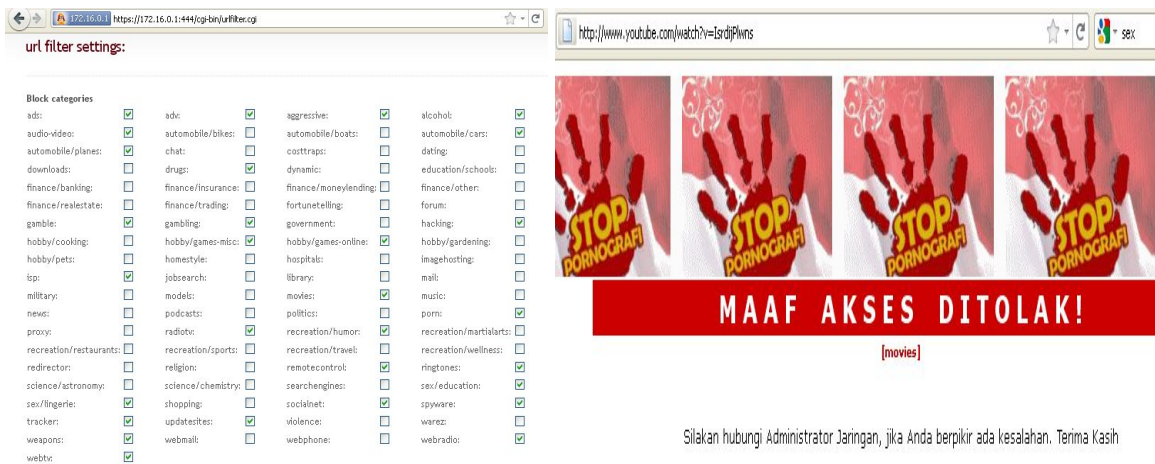 172.16.0.1 https://172.16.0.1:444/cgi-bin/urlfilter.cgi
url filter settings:
Block categories
ads: adv: aggressive: alcohol:
audio-video: automobile/bikes: automobile/boats: automobile/cars:
automobile/planes: chat: costtraps: dating:
downloads: drugs: dynamic: education/schools:
finance/banking: finance/insurance: finance/moneylending: finance/other:
finance/realestate: finance/trading: fortunetelling: forum:
gamble: gambling: government: hacking:
hobby/cooking: hobby/games-misc: hobby/games-online: hobby/gardening:
hobby/pets: homestyle: hospitals: imagehosting:
isp: jobsearch: library: mail:
military: models: movies: music:
news: podcasts: politics: porn:
proxy: radiotv: recreation/humor: recreation/martialarts:
recreation/restaurants: recreation/sports: recreation/travel: recreation/wellness:
redirector: religion: remotecontrol: ringtones:
science/astronomy: science/chemistry: searchengines: sex/education:
sex/lingerie: shopping: socialnet: spyware:
tracker: updatesites: violence: warez:
weapons: webmail: webphone: webradio:
webtv:
http://www.youtube.com/watch?v=IsrdijPlwns sex
STOP PORNOGRAFI STOP PORNOGRAFI STOP PORNOGRAFI STOP PORNOGRAFI
MAAF AKSES DITOLAK!
[movies]
Silakan hubungi Administrator Jaringan, jika Anda berpikir ada kesalahan. Terima Kasih